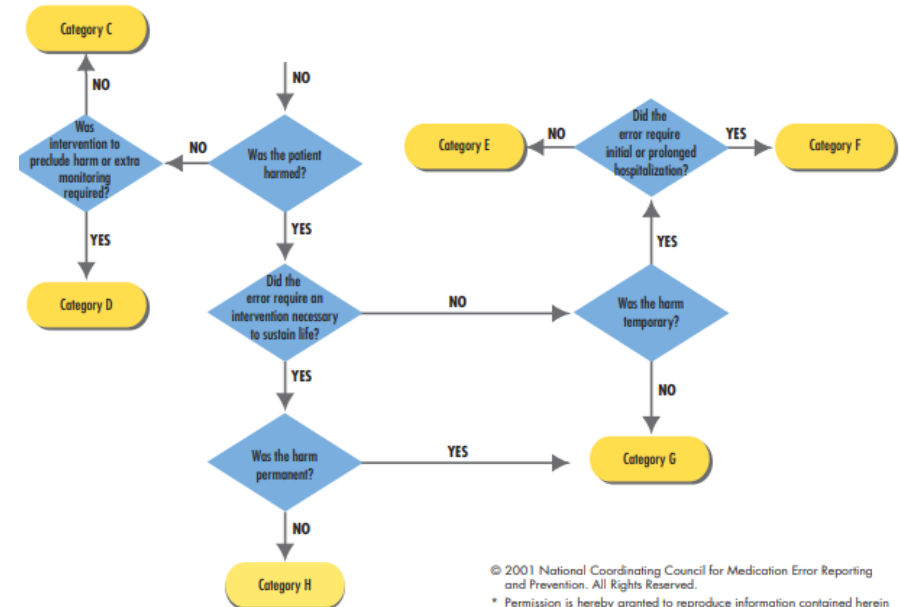 Category C
NO
NO
Was
intervention to
preclude harm or extra
monitoring
required?
NO
Was the patient
harmed?
Category E
NO
Did the
error require
initial or prolonged
hospitalization?
YES
Category F
YES
YES
YES
Category D
Did the
error require an
intervention necessary
to sustain life?
NO
Was the harm
temporary?
YES
NO
Was the harm
permanent?
YES
Category G
NO
Category H
© 2001 National Coordinating Council for Medication Error Reporting
and Prevention. All Rights Reserved.
* Permission is hereby granted to reproduce information contained herein